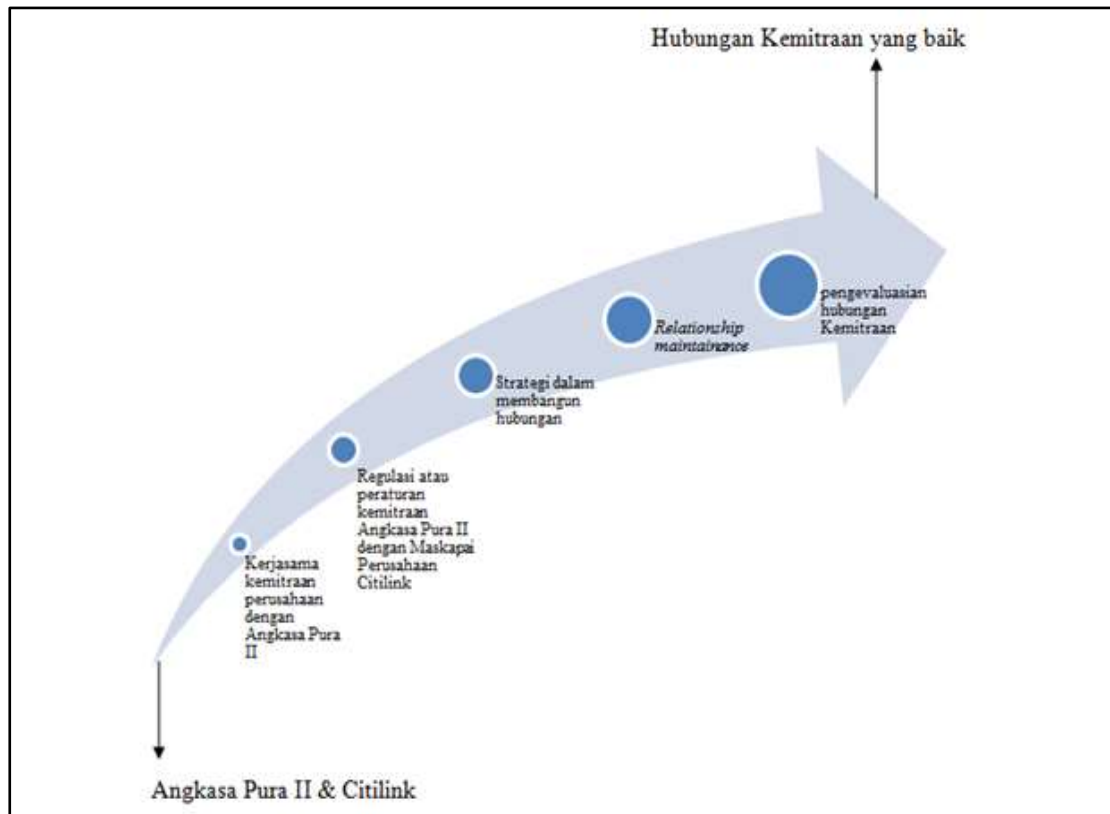 Hubungan Kemitraan yang baik
pengevaluasian
hubungan
Kemitraan
Relationship
maintainance
Strategi dalam
membangun
hubungan
Regulasi atau
peraturan
kemitraan
Angkasa Pura II
dengan Maskapai
Perusahaan
Citilink
Kerjasama
kemitraan
perusahaan
dengan
Angkasa Pura
II
Angkasa Pura II & Citilink